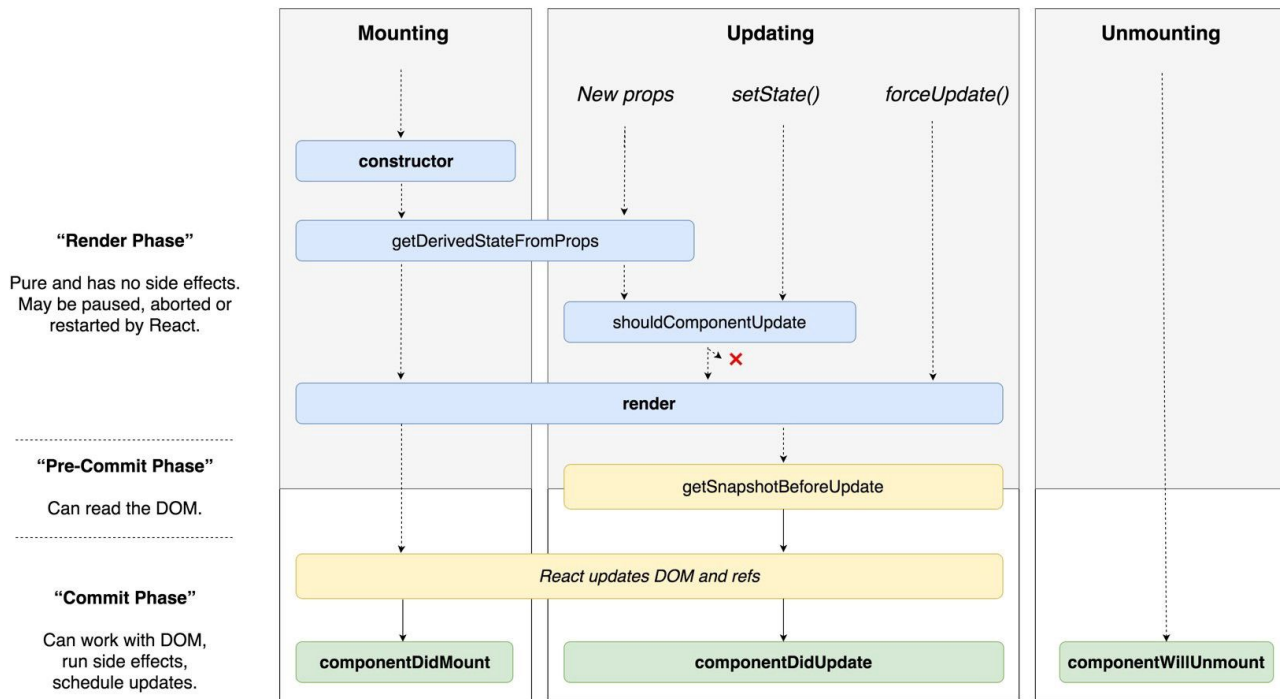 Mounting
Updating
Unmounting
New props
setState()
forceUpdate()
constructor
“Render Phase”
getDerivedStateFromProps
Pure and has no side effects.
May be paused, aborted or
restarted by React.
shouldComponentUpdate
render
“Pre-Commit Phase”
getSnapshotBeforeUpdate
Can read the DOM.
React updates DOM and refs
“Commit Phase”
Can work with DOM,
run side effects,
schedule updates.
componentDidMount
componentDidUpdate
componentWillUnmount